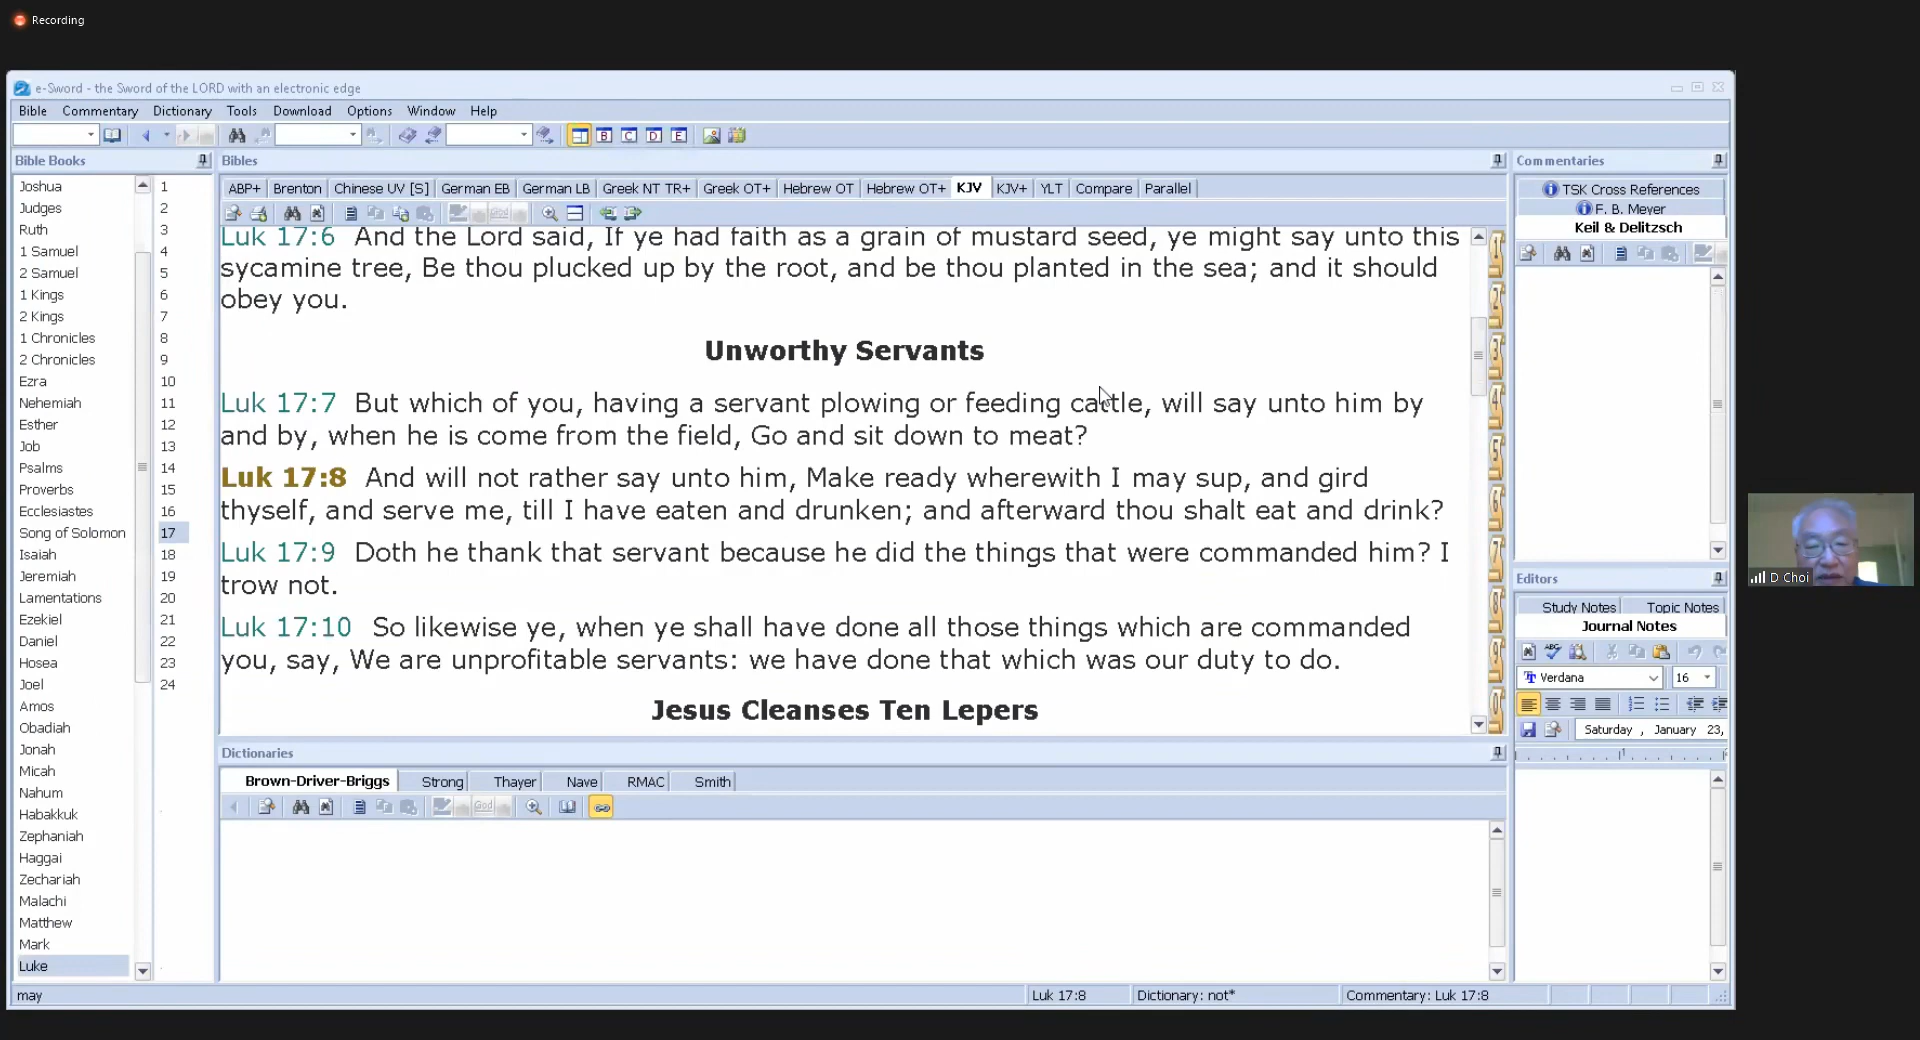 Recording
e-Sword - the Sword of the LORD with an electronic edge
Bible Commentary Dictionary Tools Download Options Window Help
B C D E
Bible Books
Joshua
Judges
Ruth
1 Samuel
2 Samuel
1 Kings
2 Kings
1 Chronicles
2 Chronicles
Ezra
Nehemiah
Esther
Job
Psalms
Proverbs
Ecclesiastes
Song of Solomon
Isaiah
Jeremiah
Lamentations
Ezekiel
Daniel
Hosea
Joel
Amos
Obadiah
Jonah
Micah
Nahum
Habakkuk
Zephaniah
Haggai
Zechariah
Malachi
Matthew
Mark
Luke
1
2
3
4
5
6
7
8
9
10
11
12
13
14
15
16
17
18
19
20
21
22
23
24
Bibles
ABP+ Brenton Chinese UV [S] German EB German LB Greek NT TR+ Greek OT+ Hebrew OT Hebrew OT+ KJV KJV+ YLT Compare Parallel
God
Luk 17:6 And the Lord said, If ye had faith as a grain of mustard seed, ye might say unto this
sycamine tree, Be thou plucked up by the root, and be thou planted in the sea; and it should
obey you.
Unworthy Servants
Luk 17:7 But which of you, having a servant plowing or feeding cattle, will say unto him by
and by, when he is come from the field, Go and sit down to meat?
Luk 17:8 And will not rather say unto him, Make ready wherewith I may sup, and gird
thyself, and serve me, till I have eaten and drunken; and afterward thou shalt eat and drink?
Luk 17:9 Doth he thank that servant because he did the things that were commanded him? I
trow not.
Luk 17:10 So likewise ye, when ye shall have done all those things which are commanded
you, say, We are unprofitable servants: we have done that which was our duty to do.
Jesus Cleanses Ten Lepers
1
2
3
4
5
6
7
8
9
0
Dictionaries
Brown-Driver-Briggs Strong Thayer Nave RMAC Smith
God
Commentaries
TSK Cross References
F. B. Meyer
Keil & Delitzsch
Editors
Study Notes Topic Notes
Journal Notes
ABC
Verdana 16
Saturday , January 23,
1
D Choi
may Luk 17:8 Dictionary: not* Commentary: Luk 17:8